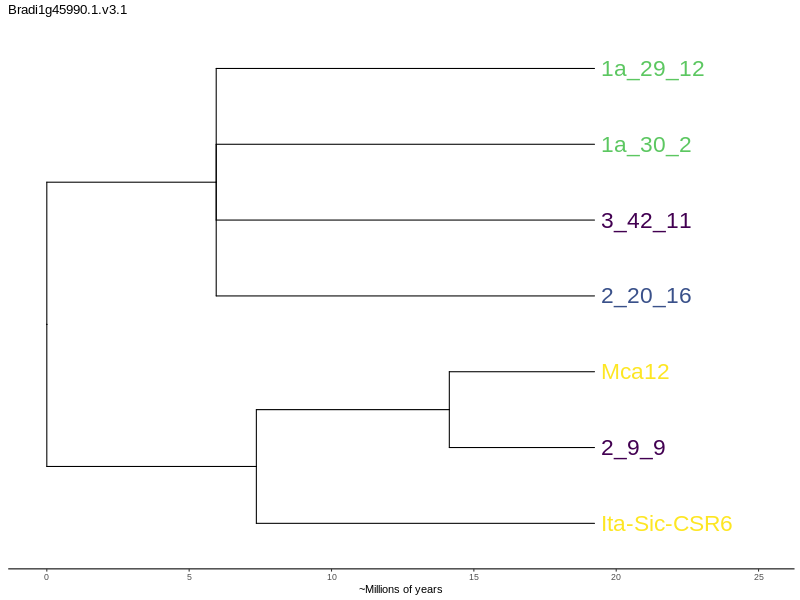 Bradi1g45990.1.v3.1
1a_29_12
1a_30_2
3_42_11
2_20_16
Mca12
2_9_9
Ita-Sic-CSR6
0 5 10 15 20 25
~Millions of years